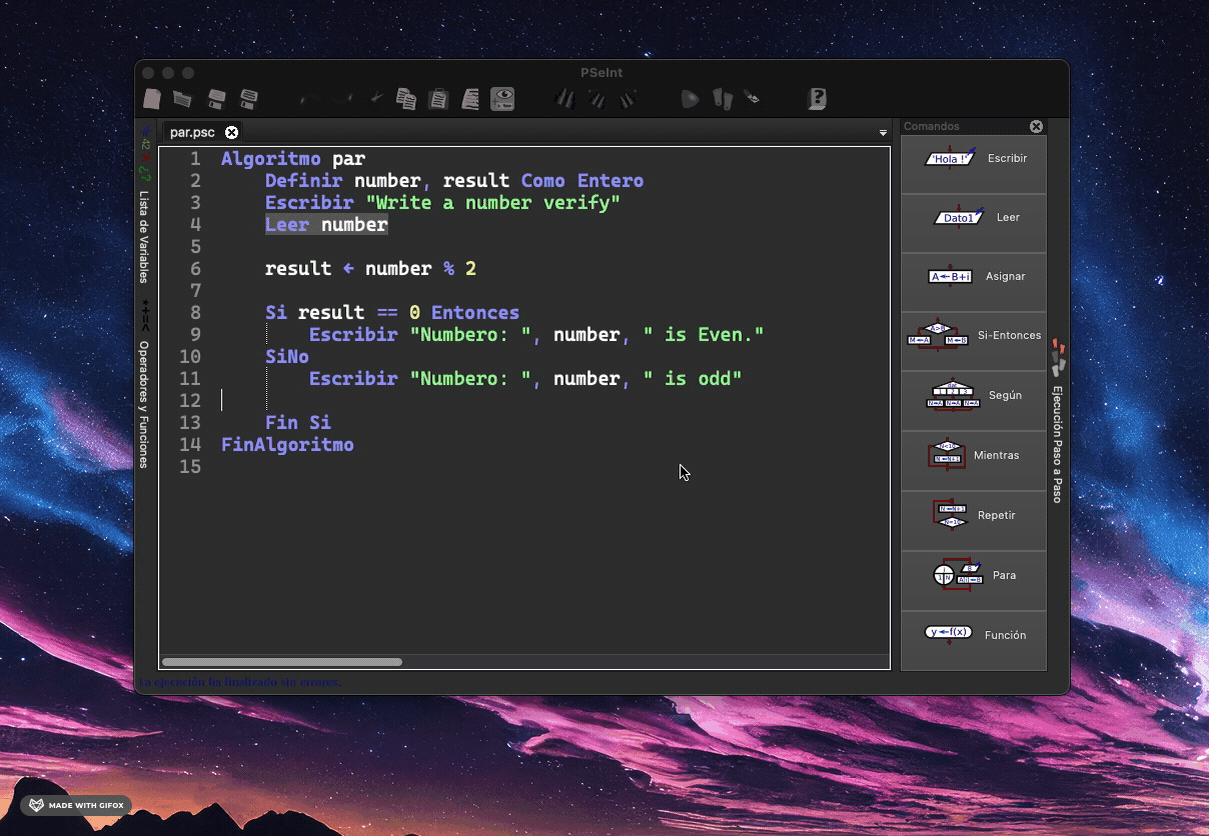 PSeInt
par.psc
Comandos
1 Algoritmo par
2 Definir number, result Como Entero
3 Escribir "Write a number verify"
4 Leer number
5
6 result ← number % 2
7
8 Si result == 0 Entonces
9 Escribir "Numbero: ", number, " is Even."
10 SiNo
11 Escribir "Numbero: ", number, " is odd"
12
13 Fin Si
14 FinAlgoritmo
15
Lista de Variables
*+=<
Operadores y Funciones
'Hola !' Escribir
Dato1 Leer
A←B+i Asignar
Si-Entonces
Según
Mientras
Repetir
Para
y←f(x) Función
Ejecución Paso a Paso
La ejecución ha finalizado sin errores.
MADE WITH GIFOX